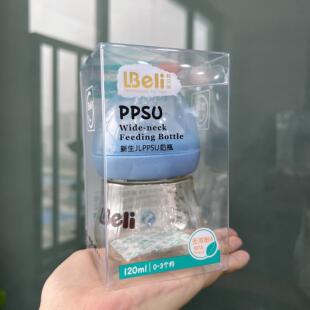 Beli
PPSU
Wide-neck
Feeding Bottle
新生儿PPSU奶瓶
Beli
120ml 0-3个月